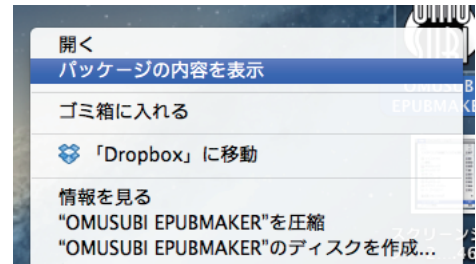 開く
パッケージの内容を表示
ゴミ箱に入れる
「Dropbox」に移動
情報を見る
“OMUSUBI EPUBMAKER”を圧縮
“OMUSUBI EPUBMAKER”のディスクを作成...